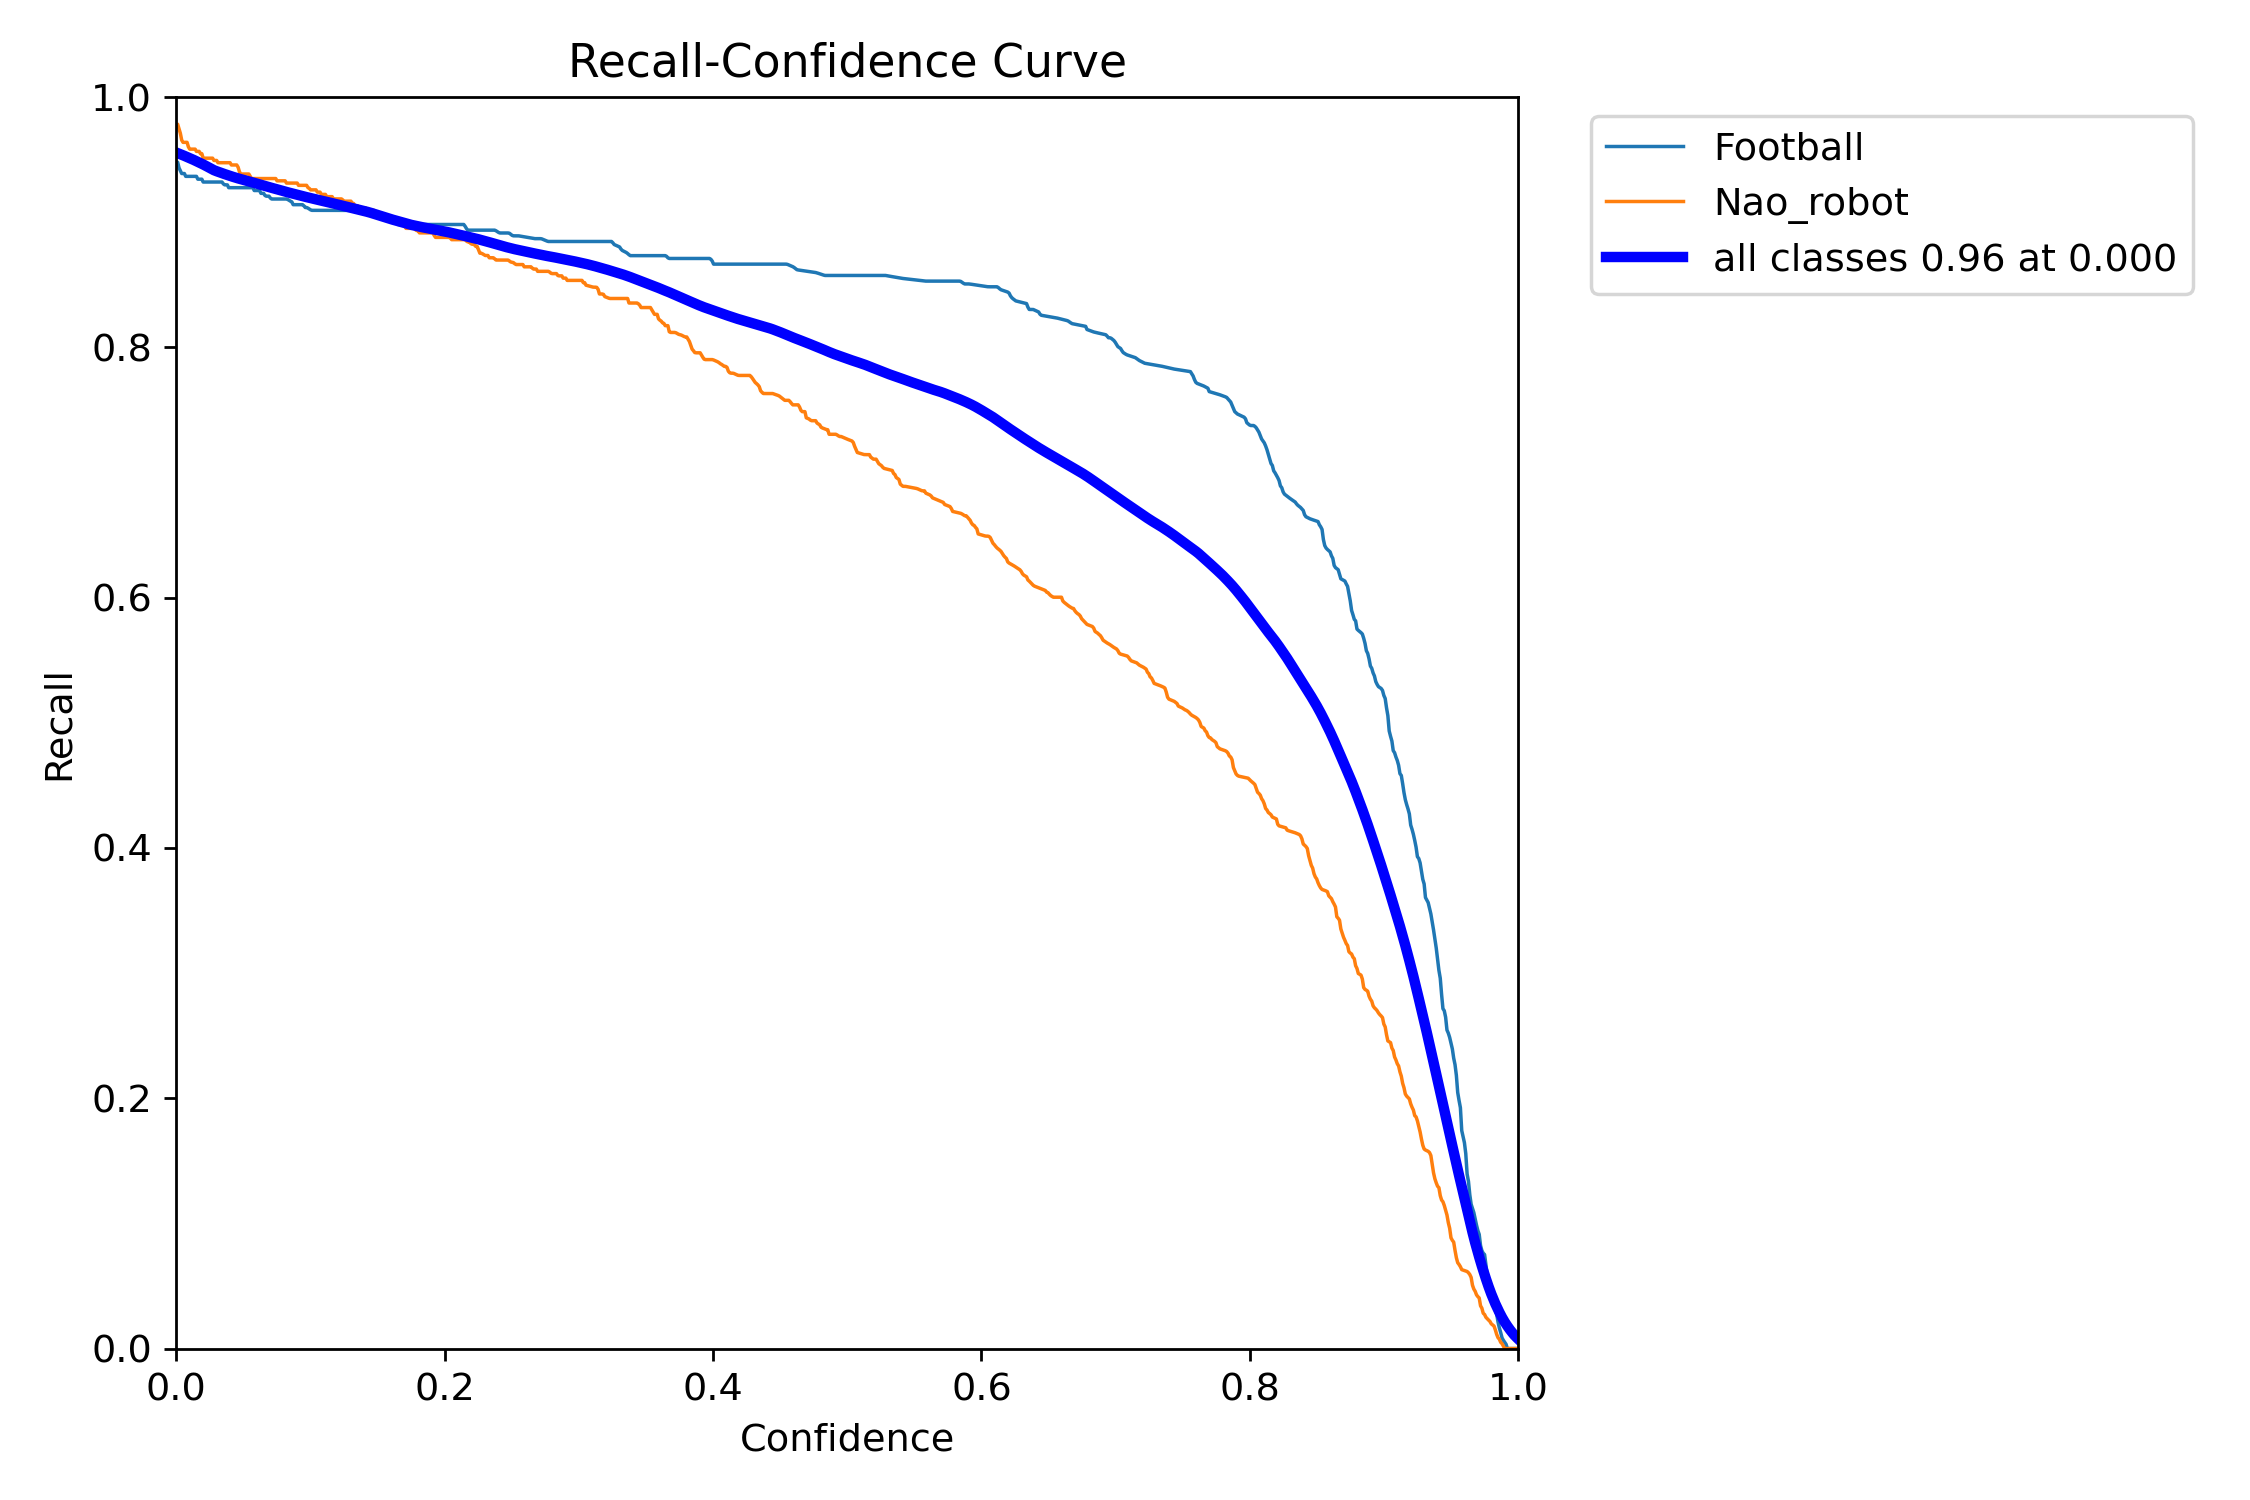 Recall-Confidence Curve
1.0
0.8
0.6
0.4
0.2
0.0
Recall
0.0 0.2 0.4 0.6 0.8 1.0
Confidence
Football
Nao_robot
all classes 0.96 at 0.000